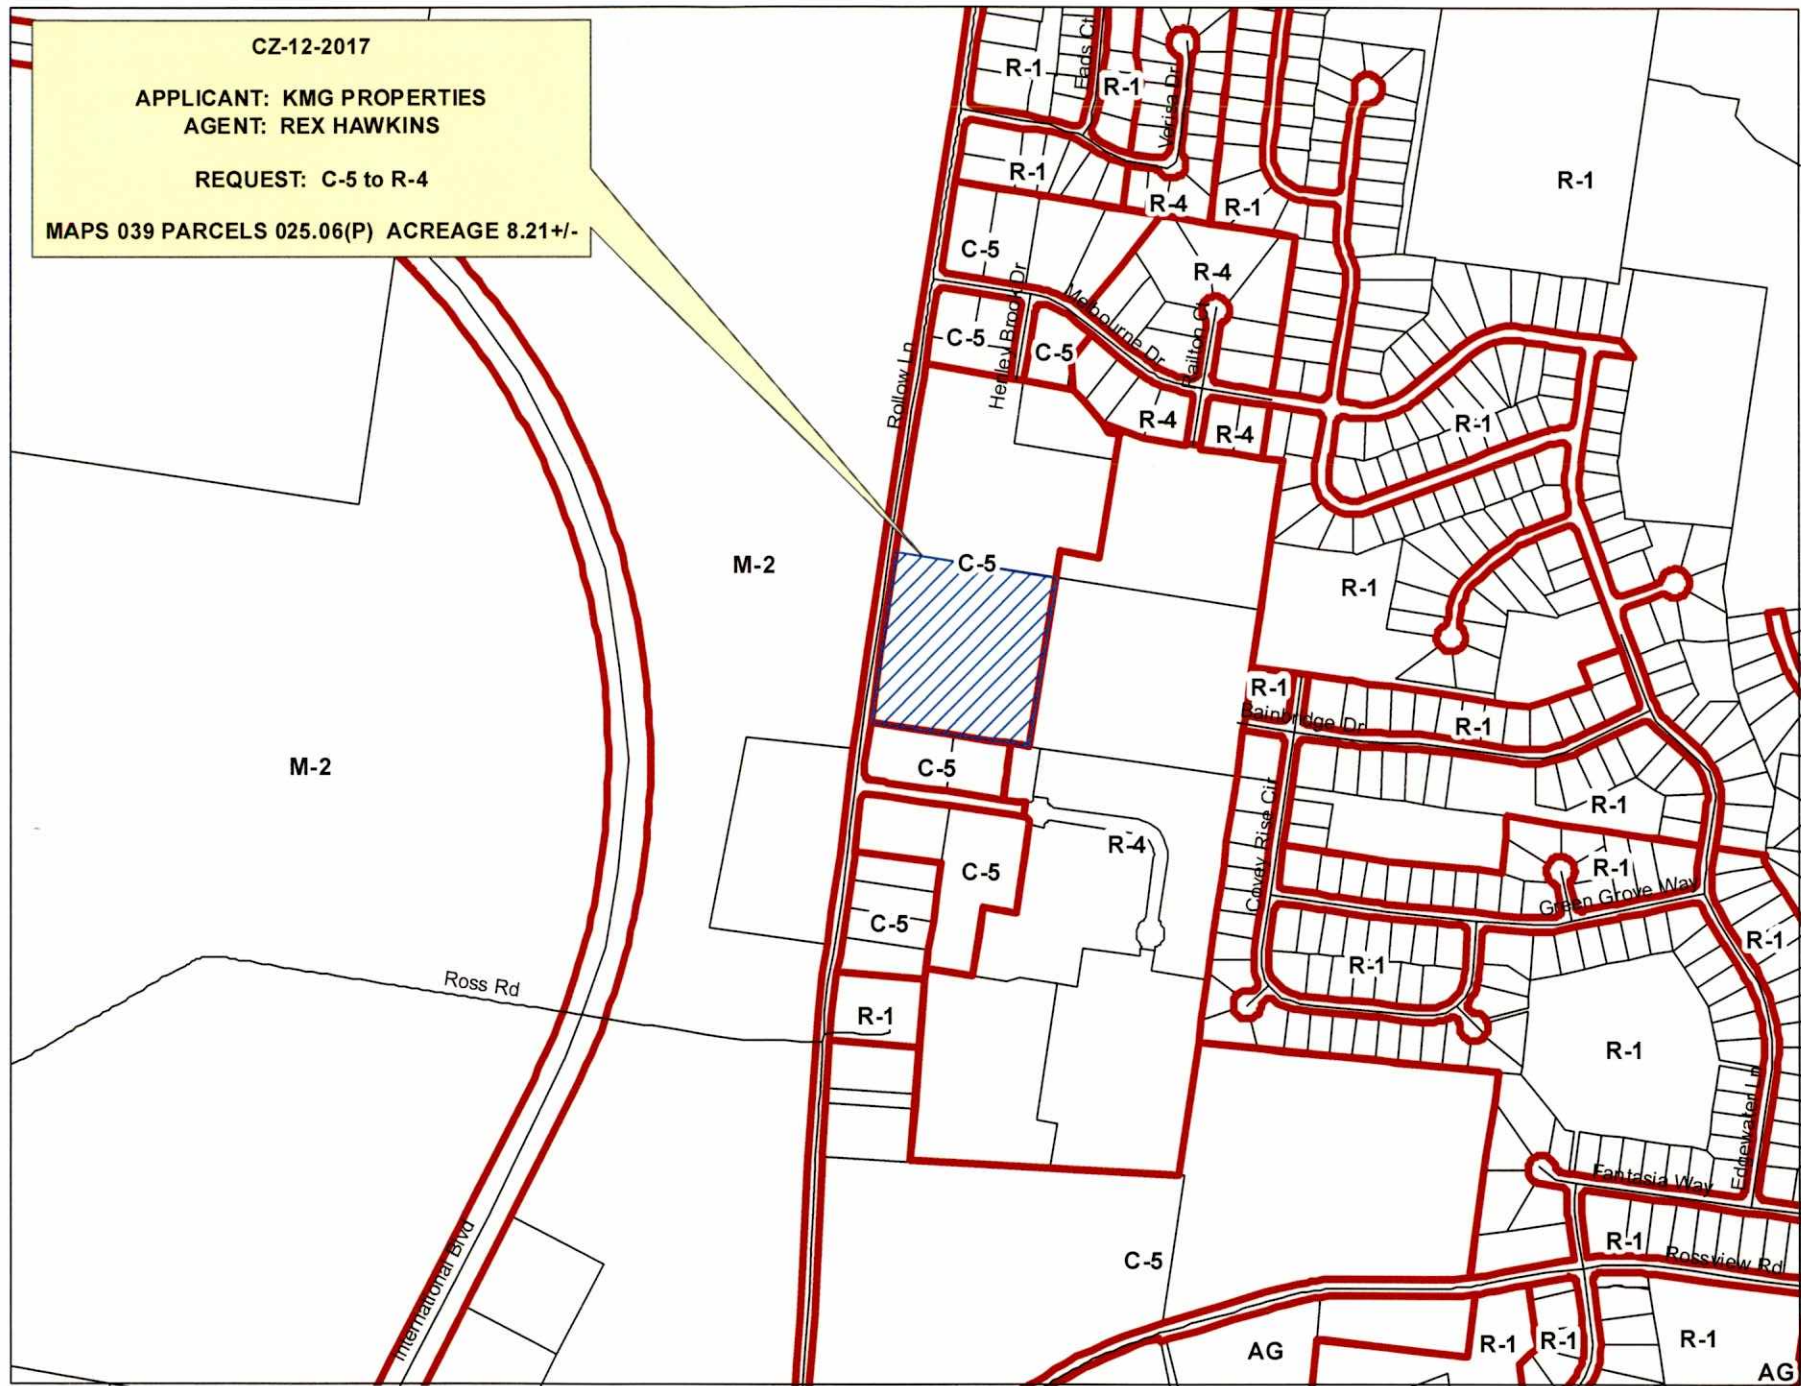 CZ-12-2017
APPLICANT: KMG PROPERTIES
AGENT: REX HAWKINS
REQUEST: C-5 to R-4
MAPS 039 PARCELS 025.06(P) ACREAGE 8.21+/-
R-1
Eads Ct
R-1
Verisa Dr
R-1
R-1
R-4
R-1
C-5
R-4
Henley Brook Dr
Melbourne Dr
Railton Ct
C-5
C-5
Rollow Ln
R-4
R-4
R-1
M-2
C-5
R-1
R-1
Bainbridge Dr
R-1
M-2
C-5
R-1
R-4
C-5
Covey Rise Cir
R-1
Green Grove Way
C-5
R-1
R-1
Ross Rd
R-1
R-1
Edgewater Ln
Fantasia Way
R-1
Rossview Rd
C-5
International Blvd
AG
R-1
R-1
R-1
AG